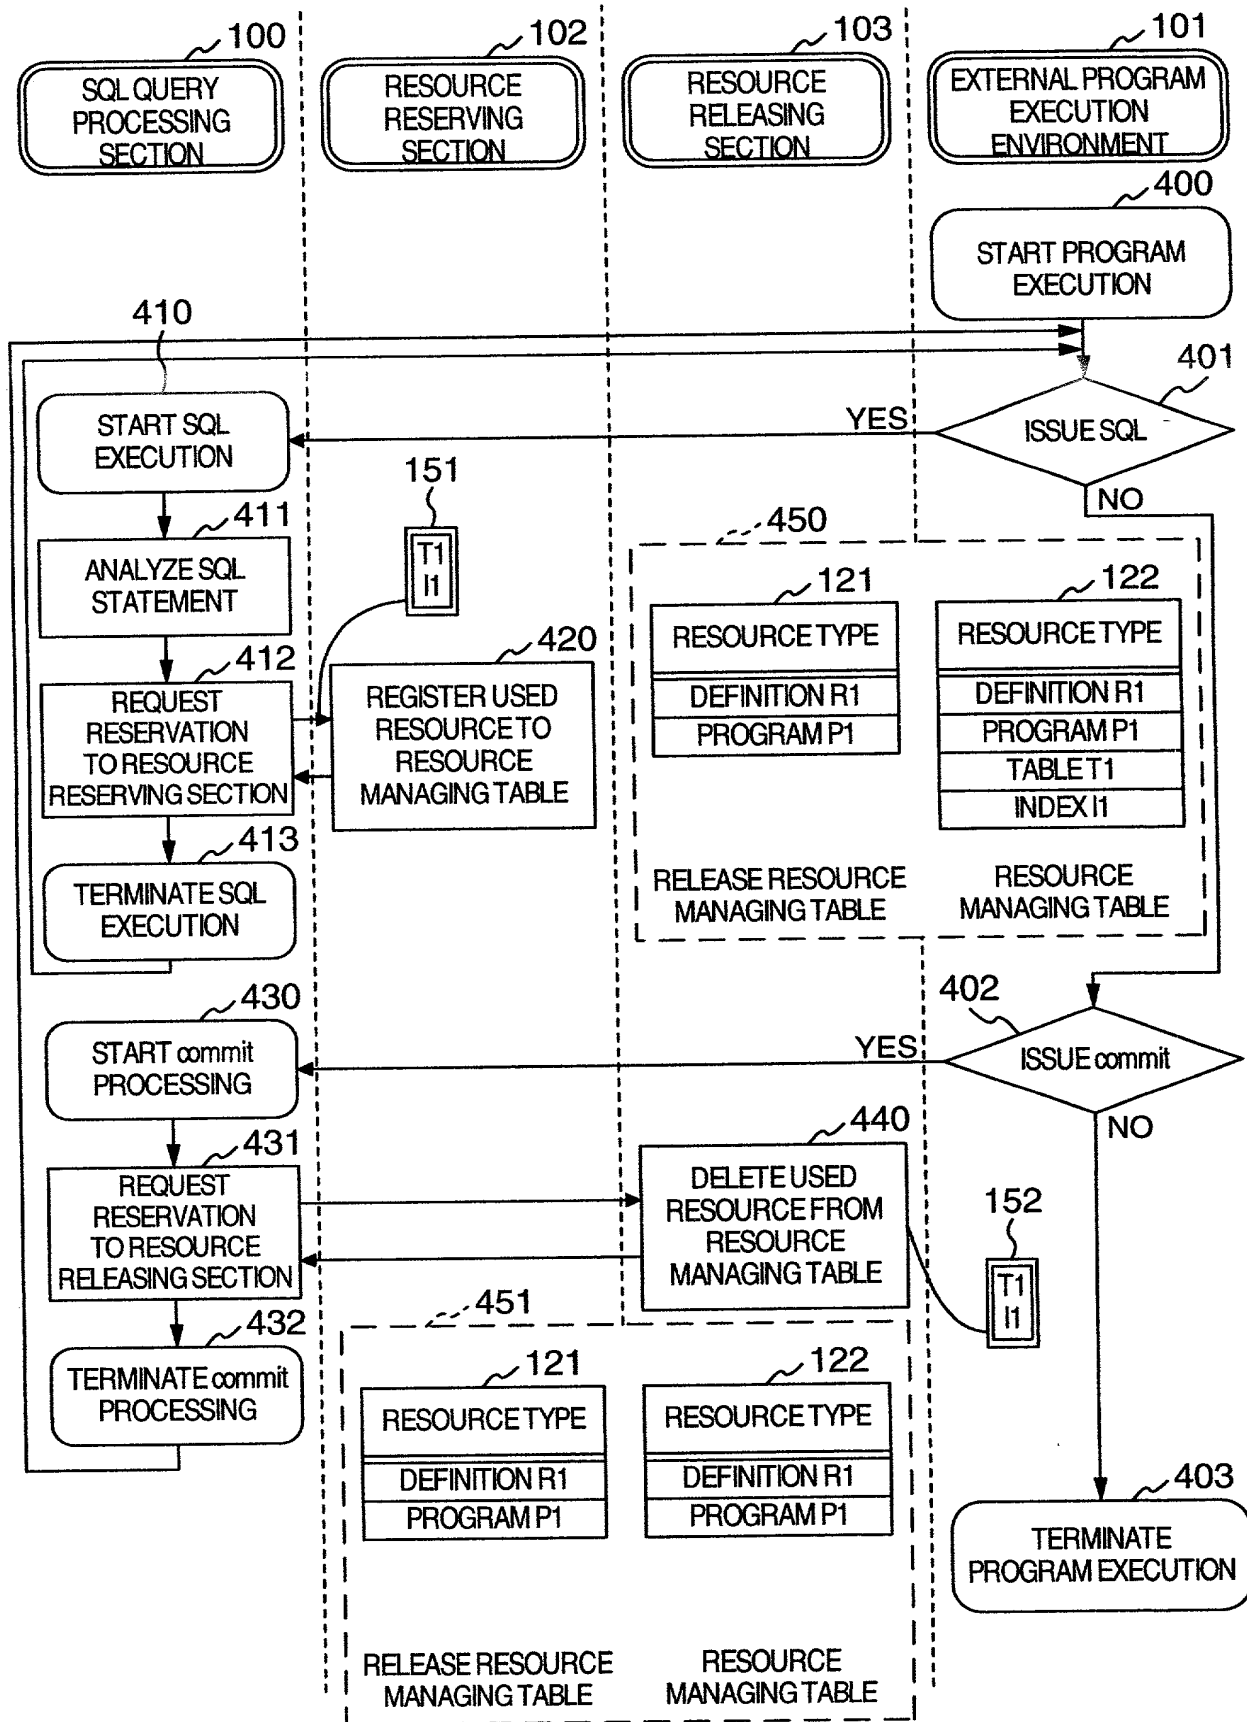 100
SQL QUERY
PROCESSING
SECTION
102
RESOURCE
RESERVING
SECTION
103
RESOURCE
RELEASING
SECTION
101
EXTERNAL PROGRAM
EXECUTION
ENVIRONMENT
400
START PROGRAM
EXECUTION
401
ISSUE SQL
YES
NO
410
START SQL
EXECUTION
411
ANALYZE SQL
STATEMENT
412
REQUEST
RESERVATION
TO RESOURCE
RESERVING SECTION
151
T1
I1
420
REGISTER USED
RESOURCE TO
RESOURCE
MANAGING TABLE
413
TERMINATE SQL
EXECUTION
450
121
RESOURCE TYPE
DEFINITION R1
PROGRAM P1
RELEASE RESOURCE
MANAGING TABLE
122
RESOURCE TYPE
DEFINITION R1
PROGRAM P1
TABLE T1
INDEX I1
RESOURCE
MANAGING TABLE
402
ISSUE commit
YES
NO
430
START commit
PROCESSING
431
REQUEST
RESERVATION
TO RESOURCE
RELEASING SECTION
440
DELETE USED
RESOURCE FROM
RESOURCE
MANAGING TABLE
152
T1
I1
432
TERMINATE commit
PROCESSING
451
121
RESOURCE TYPE
DEFINITION R1
PROGRAM P1
RELEASE RESOURCE
MANAGING TABLE
122
RESOURCE TYPE
DEFINITION R1
PROGRAM P1
RESOURCE
MANAGING TABLE
403
TERMINATE
PROGRAM EXECUTION